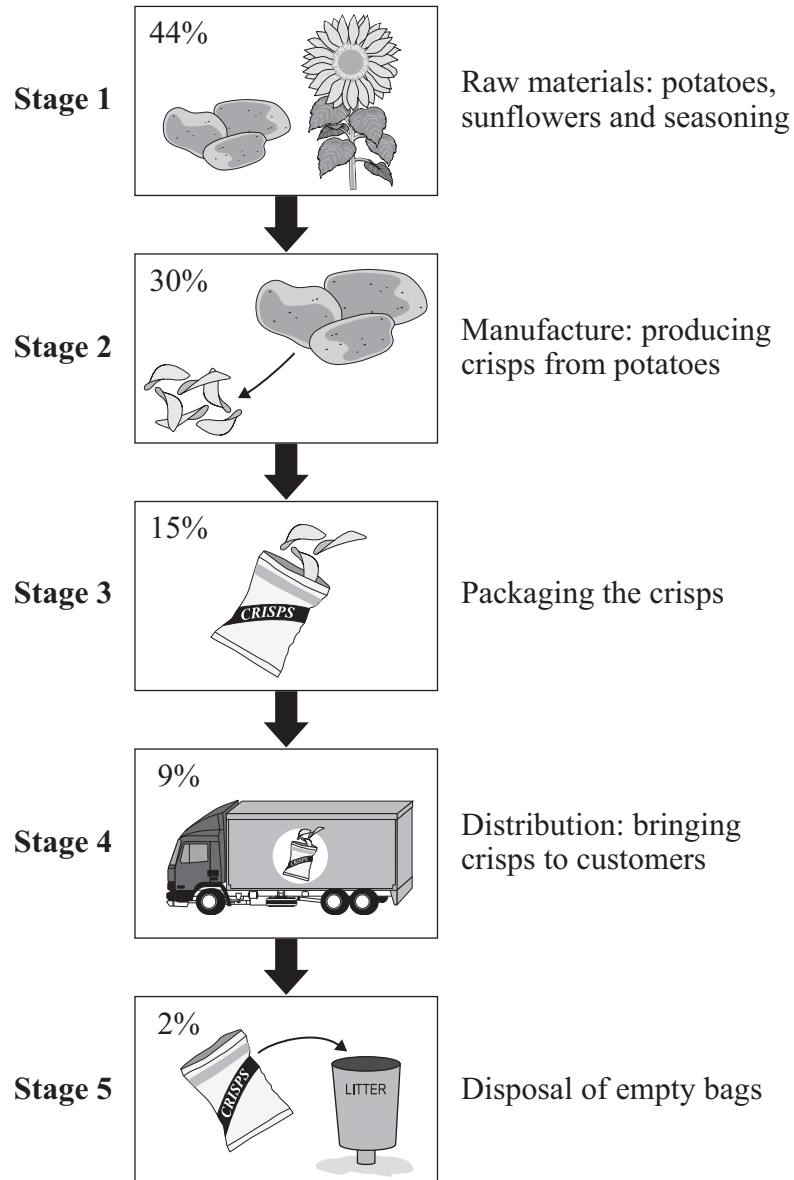 44%
Stage 1
Raw materials: potatoes,
sunflowers and seasoning
30%
Stage 2
Manufacture: producing
crisps from potatoes
15%
CRISPS
Stage 3
Packaging the crisps
9%
CRISPS
Stage 4
Distribution: bringing
crisps to customers
2%
CRISPS
LITTER
Stage 5
Disposal of empty bags